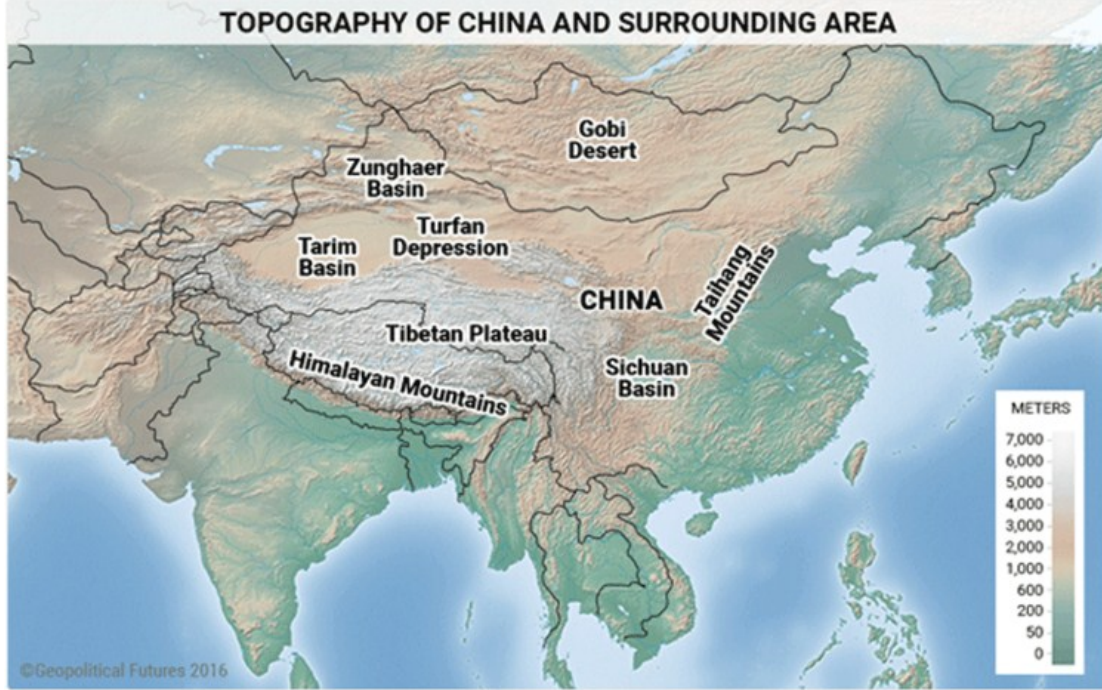 TOPOGRAPHY OF CHINA AND SURROUNDING AREA
Gobi
Desert
Zunghaer
Basin
Turfan
Depression
Tarim
Basin
Taihang
Mountains
CHINA
Tibetan Plateau
Himalayan Mountains
Sichuan
Basin
METERS
7,000
6,000
5,000
4,000
3,000
2,000
1,000
600
200
50
0
©Geopolitical Futures 2016